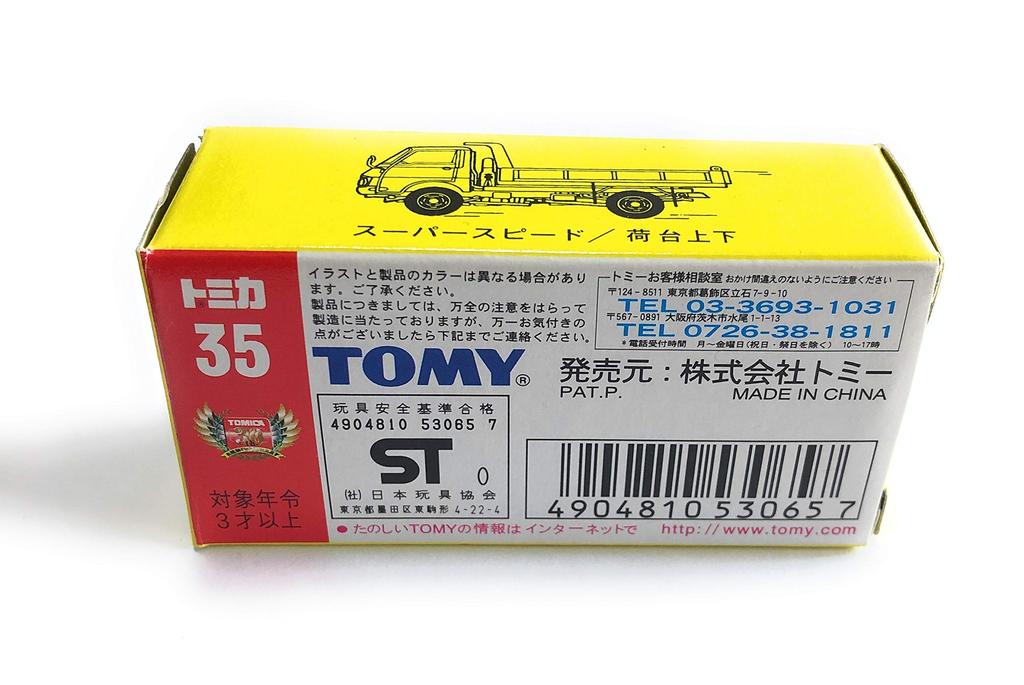 スーパースピード／荷台上下
トミカ
35
TOMICA
30
対象年令
3才以上
イラストと製品のカラーは異なる場合があり
ます。ご了承ください。
製品につきましては、万全の注意をはらって
製造に当たっておりますが、万一お気付きの
点がございましたら下記までご連絡ください。
トミーお客様相談室 おかけ間違えのないようにご注意ください
〒124-8511 東京都葛飾区立石7-9-10
TEL 03-3693-1031
〒567-0891 大阪府茨木市水尾1-1-13
TEL 0726-38-1811
*電話受付時間 月～金曜日(祝日・祭日を除く) 10～17時
TOMY®
発売元：株式会社トミー
PAT.P. MADE IN CHINA
玩具安全基準合格
4904810 53065 7
ST 0
(社)日本玩具協会
東京都墨田区東駒形4-22-4
4904810 530657
●たのしいTOMYの情報はインターネットで http://www.tomy.com